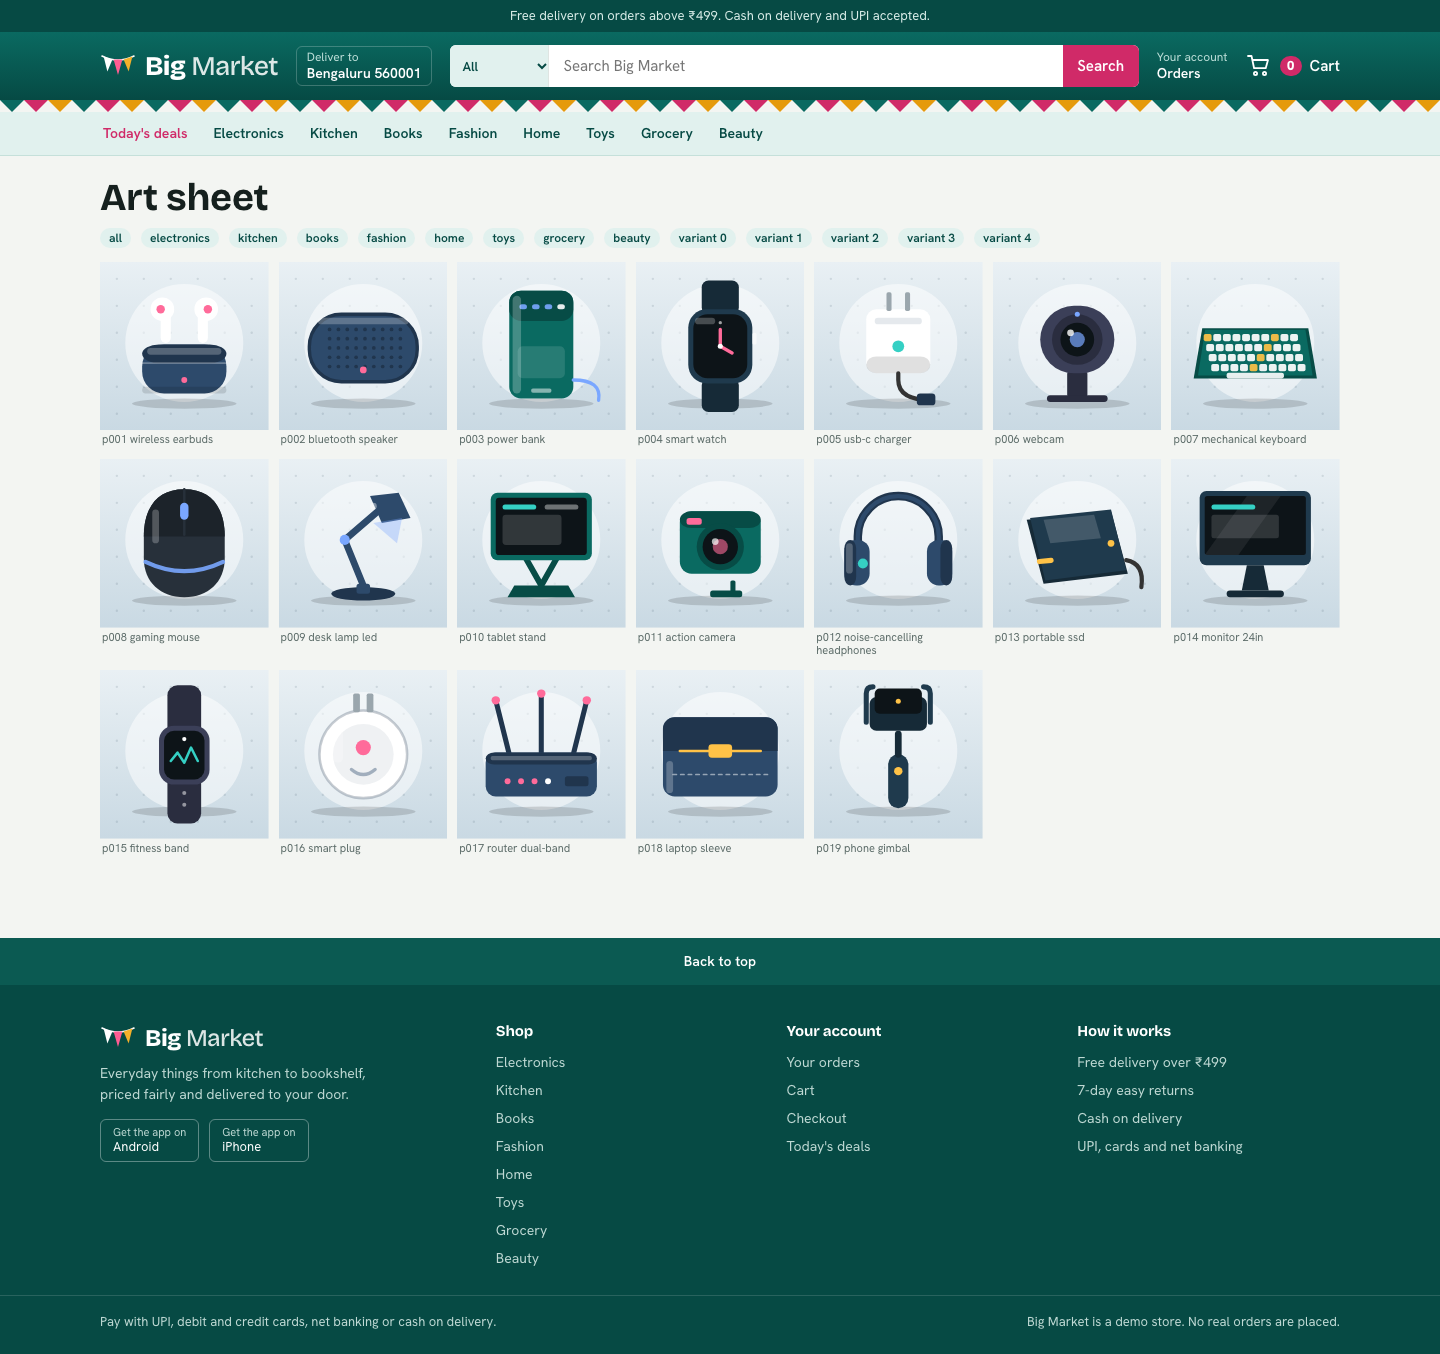 Free delivery on orders above ₹499. Cash on delivery and UPI accepted.
Big Market
Deliver to
Bengaluru 560001
All
Search Big Market
Search
Your account
Orders
0 Cart
Today's deals Electronics Kitchen Books Fashion Home Toys Grocery Beauty
Art sheet
all electronics kitchen books fashion home toys grocery beauty variant 0 variant 1 variant 2 variant 3 variant 4
p001 wireless earbuds
p002 bluetooth speaker
p003 power bank
p004 smart watch
p005 usb-c charger
p006 webcam
p007 mechanical keyboard
p008 gaming mouse
p009 desk lamp led
p010 tablet stand
p011 action camera
p012 noise-cancelling
headphones
p013 portable ssd
p014 monitor 24in
p015 fitness band
p016 smart plug
p017 router dual-band
p018 laptop sleeve
p019 phone gimbal
Back to top
Big Market
Everyday things from kitchen to bookshelf,
priced fairly and delivered to your door.
Get the app on
Android
Get the app on
iPhone
Shop
Electronics
Kitchen
Books
Fashion
Home
Toys
Grocery
Beauty
Your account
Your orders
Cart
Checkout
Today's deals
How it works
Free delivery over ₹499
7-day easy returns
Cash on delivery
UPI, cards and net banking
Pay with UPI, debit and credit cards, net banking or cash on delivery.
Big Market is a demo store. No real orders are placed.